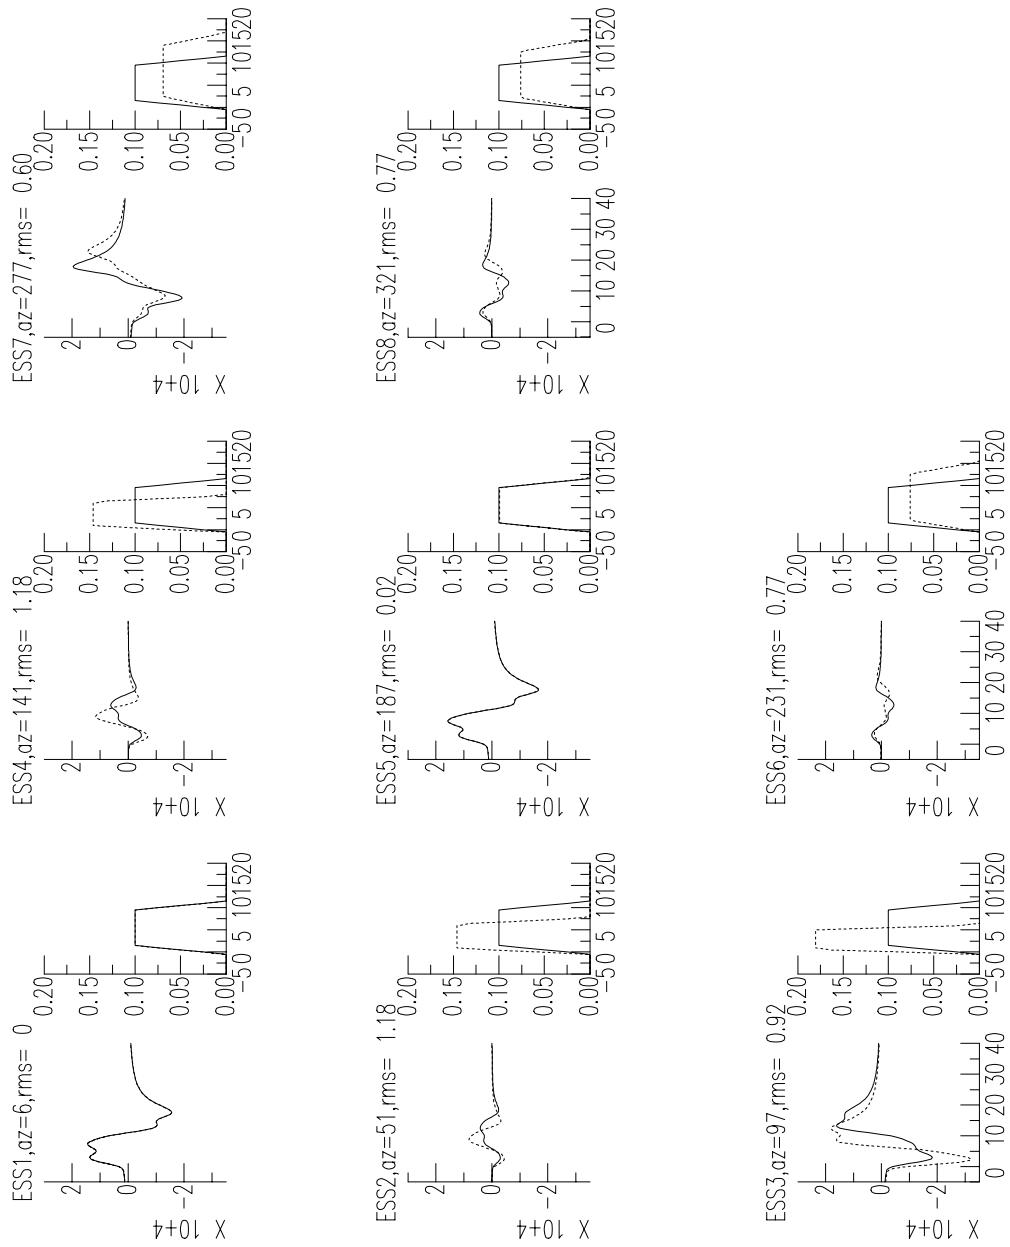 ESS1,az=6,rms= 0
2
0
-2
X 10+4
0.20
0.15
0.10
0.05
0.00
-5 0 5 10 15 20
ESS4,az=141,rms= 1.18
2
0
-2
X 10+4
0.20
0.15
0.10
0.05
0.00
-5 0 5 10 15 20
ESS7,az=277,rms= 0.60
2
0
-2
X 10+4
0.20
0.15
0.10
0.05
0.00
-5 0 5 10 15 20
ESS2,az=51,rms= 1.18
2
0
-2
X 10+4
0.20
0.15
0.10
0.05
0.00
-5 0 5 10 15 20
ESS5,az=187,rms= 0.02
2
0
-2
X 10+4
0.20
0.15
0.10
0.05
0.00
-5 0 5 10 15 20
ESS8,az=321,rms= 0.77
2
0
-2
X 10+4
0 10 20 30 40
0.20
0.15
0.10
0.05
0.00
-5 0 5 10 15 20
ESS3,az=97,rms= 0.92
2
0
-2
X 10+4
0 10 20 30 40
0.20
0.15
0.10
0.05
0.00
-5 0 5 10 15 20
ESS6,az=231,rms= 0.77
2
0
-2
X 10+4
0 10 20 30 40
0.20
0.15
0.10
0.05
0.00
-5 0 5 10 15 20